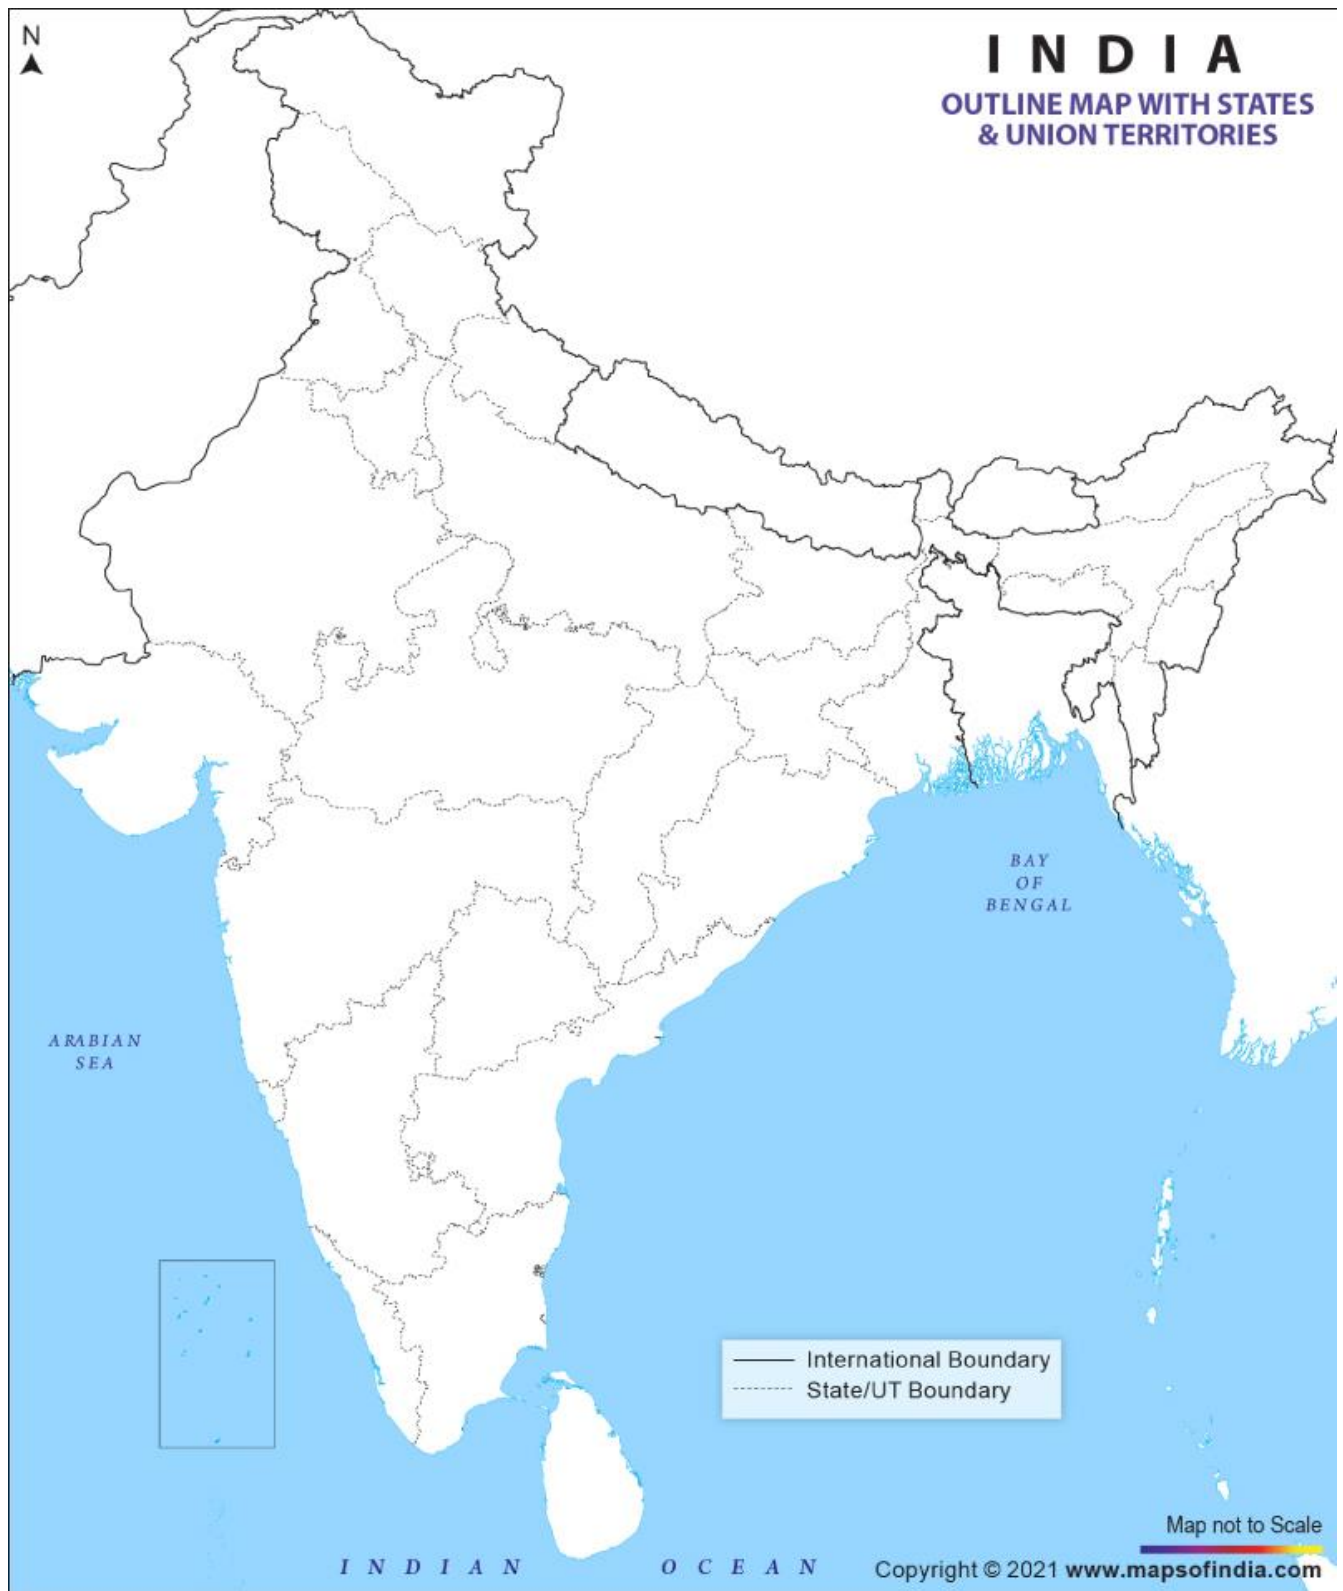 N
INDIA
OUTLINE MAP WITH STATES
& UNION TERRITORIES
BAY
OF
BENGAL
ARABIAN
SEA
International Boundary
State/UT Boundary
Map not to Scale
INDIAN OCEAN
Copyright © 2021 www.mapsofindia.com